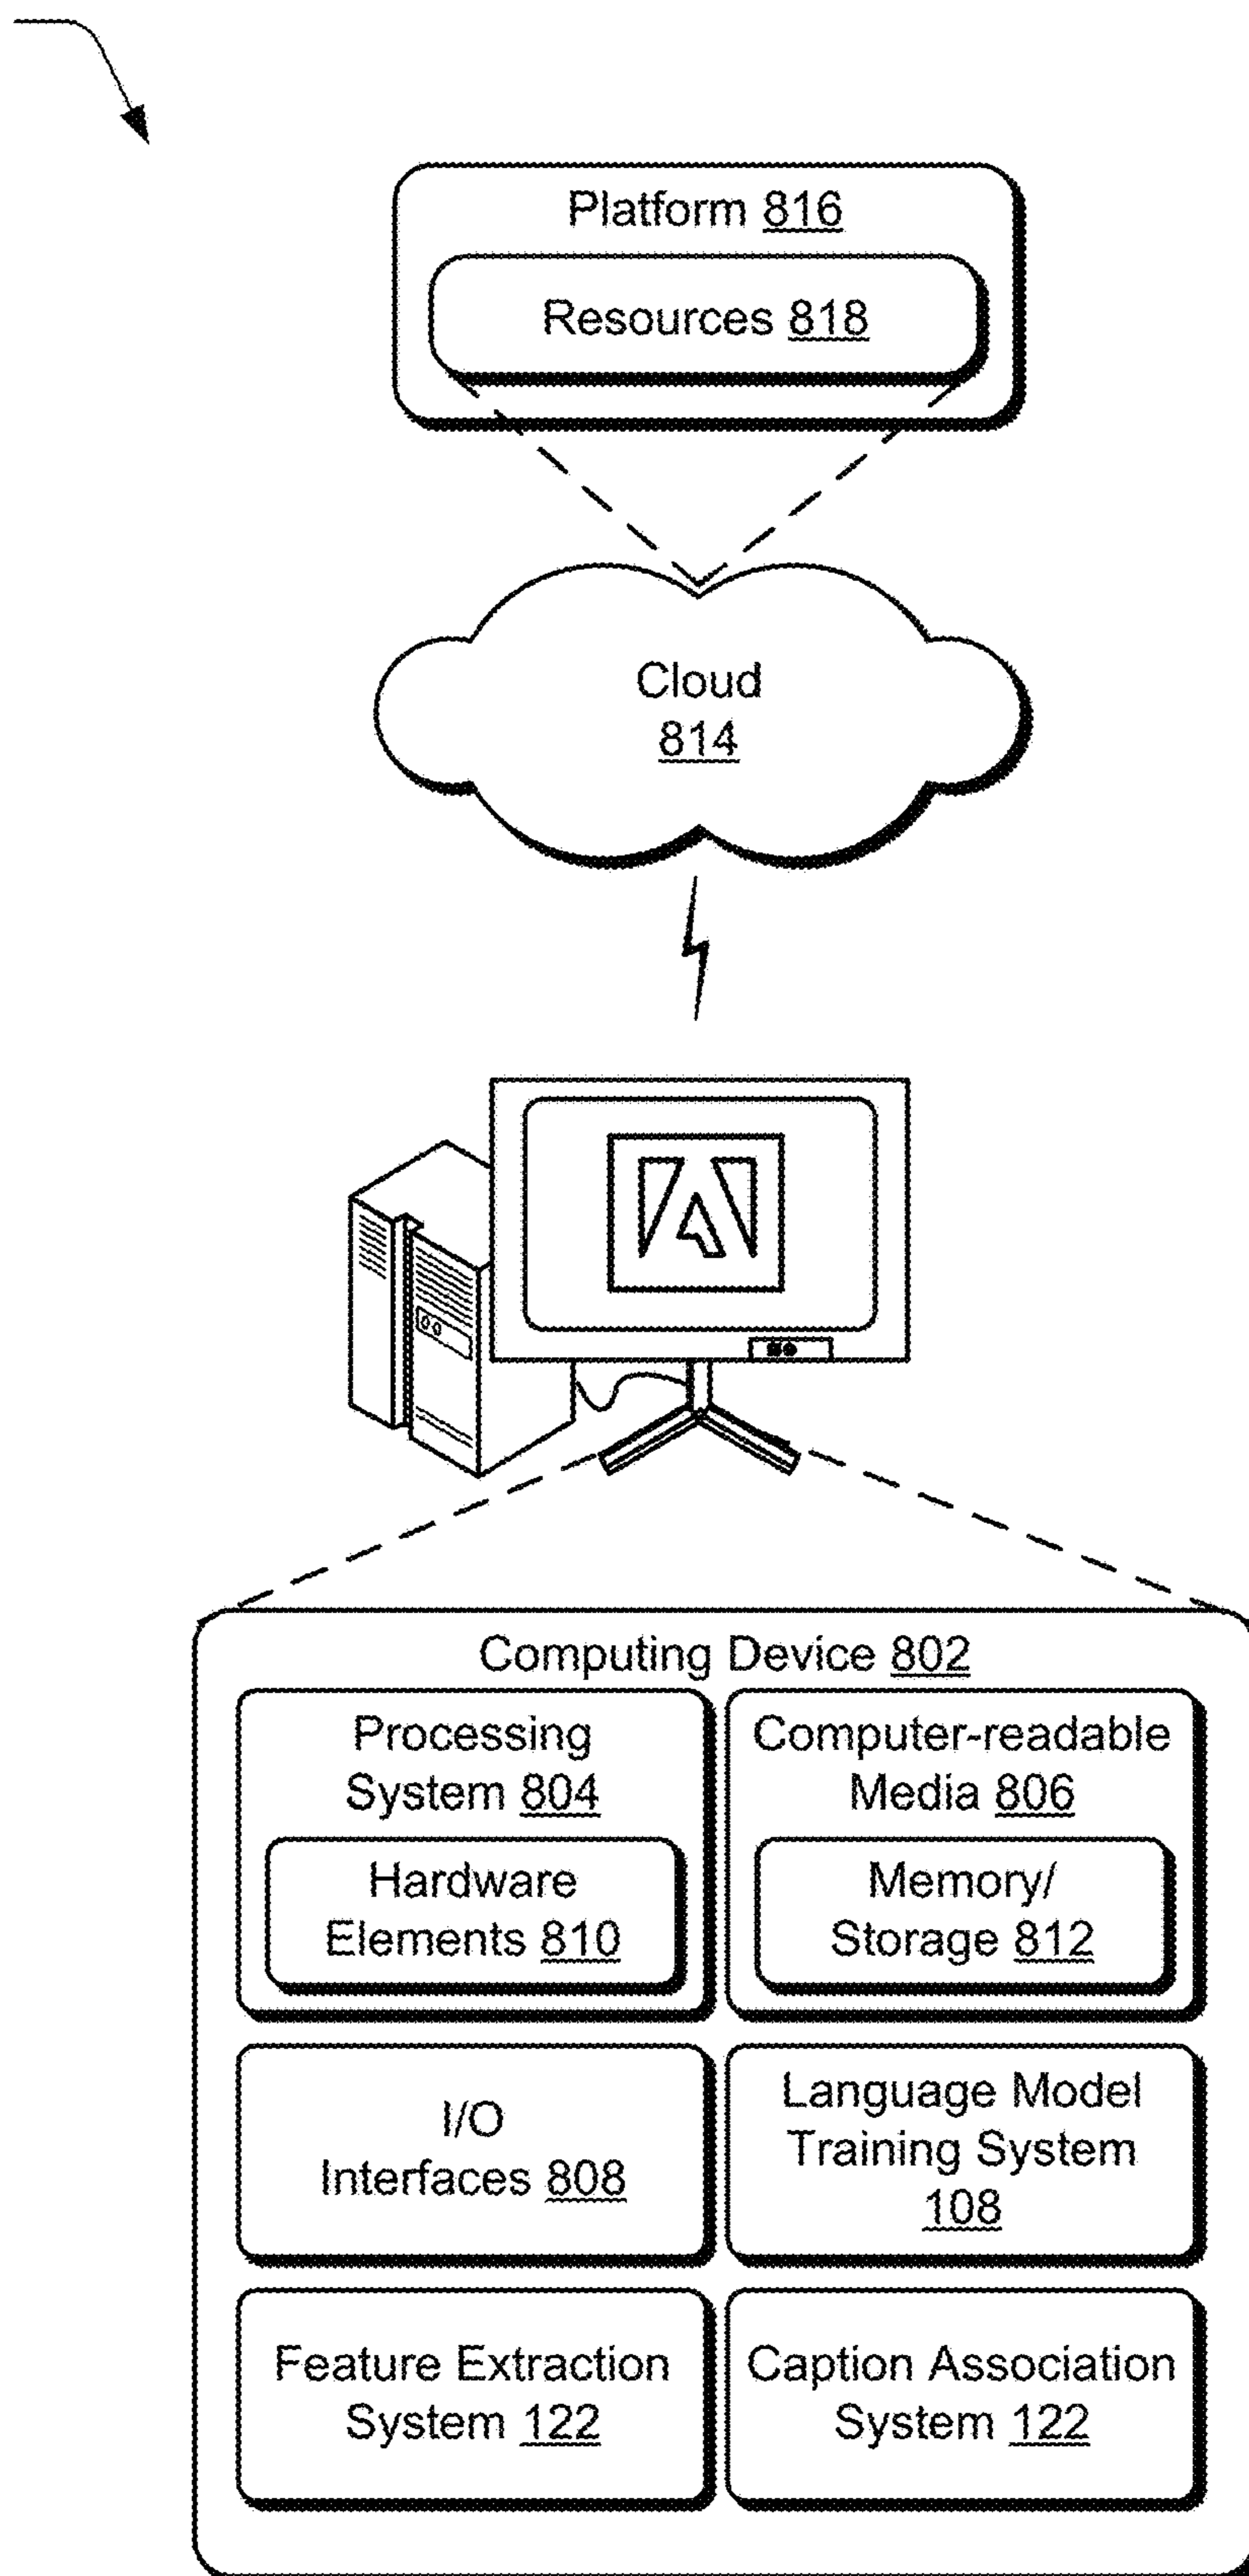 Platform 816
Resources 818
Cloud
814
Computing Device 802
Processing
System 804
Hardware
Elements 810
Computer-readable
Media 806
Memory/
Storage 812
I/O
Interfaces 808
Language Model
Training System
108
Feature Extraction
System 122
Caption Association
System 122